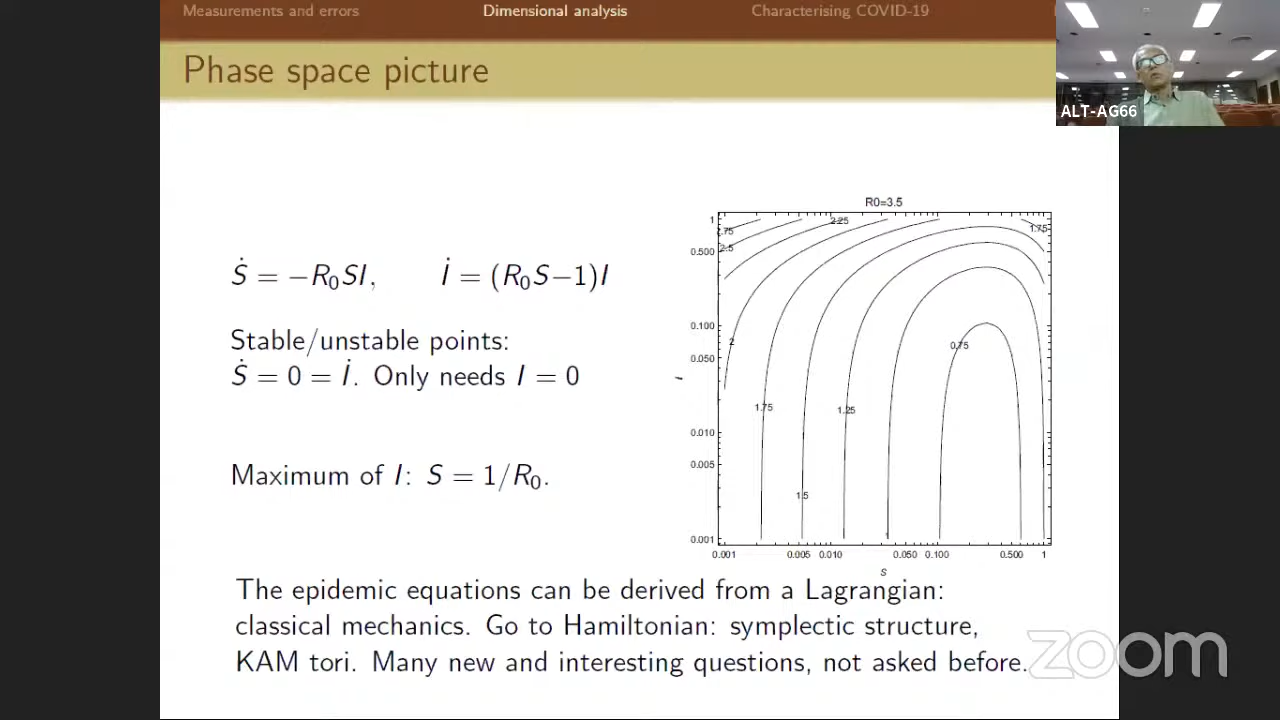 Measurements and errors Dimensional analysis Characterising COVID-19
Phase space picture
ALT-AG66
Ṡ = −R₀SI, İ = (R₀S−1)I
Stable/unstable points:
Ṡ = 0 = İ. Only needs I = 0
Maximum of I: S = 1/R₀.
R0=3.5
1
0.500
0.100
0.050
0.010
0.005
0.001
I
2.75
2.5
2.25
1.75
2
0.75
1.75
1.25
1.5
1
0.001 0.005 0.010 0.050 0.100 0.500 1
S
The epidemic equations can be derived from a Lagrangian:
classical mechanics. Go to Hamiltonian: symplectic structure,
KAM tori. Many new and interesting questions, not asked before.
zoom